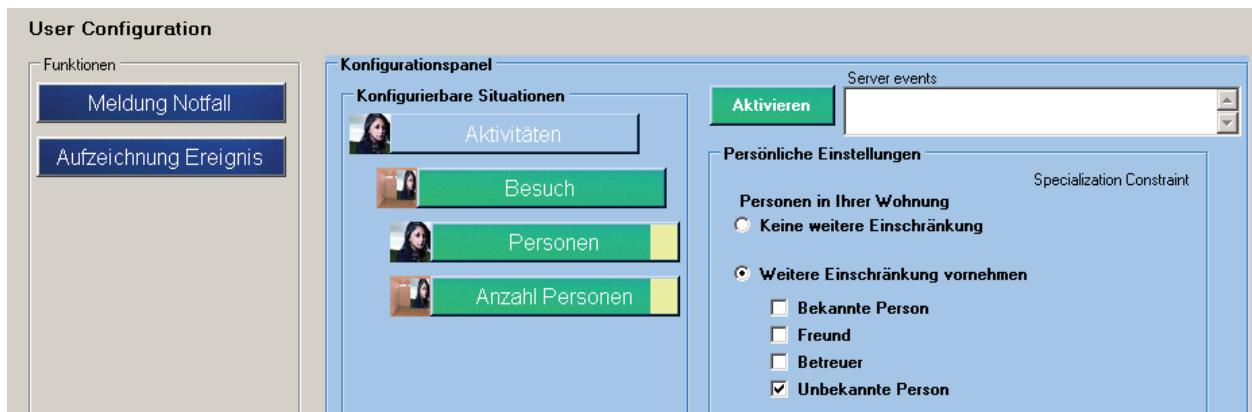 User Configuration
Funktionen
Meldung Notfall
Aufzeichnung Ereignis
Konfigurationspanel
Konfigurierbare Situationen
Aktivitäten
Besuch
Personen
Anzahl Personen
Aktivieren
Server events
Persönliche Einstellungen
Specialization Constraint
Personen in Ihrer Wohnung
Keine weitere Einschränkung
Weitere Einschränkung vornehmen
Bekannte Person
Freund
Betreuer
Unbekannte Person